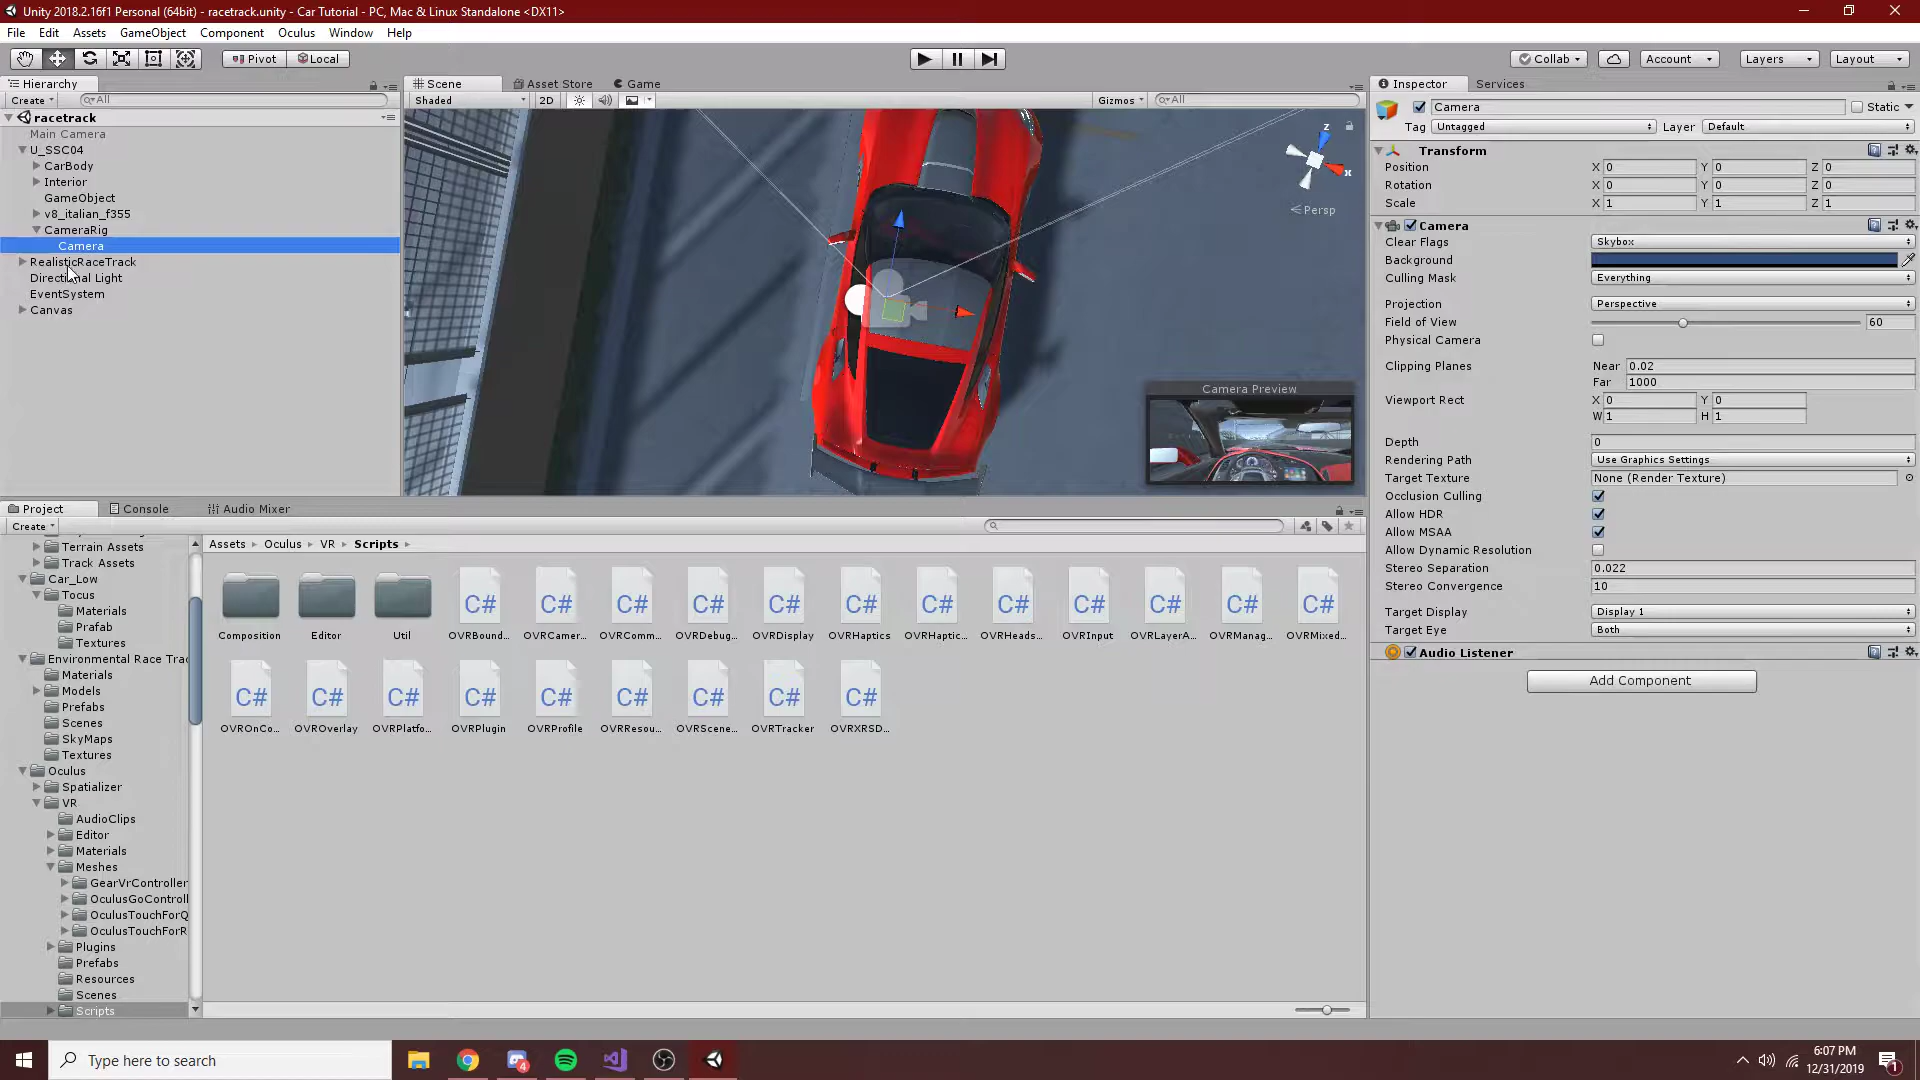 Unity 2018.2.16f1 Personal (64bit) - racetrack.unity - Car Tutorial - PC, Mac & Linux Standalone <DX11>
File Edit Assets GameObject Component Oculus Window Help
Pivot Local Collab Account Layers Layout
Hierarchy Scene Asset Store Game Inspector Services
Create All Shaded 2D Gizmos All
racetrack
Main Camera
U_SSC04
CarBody
Interior
GameObject
v8_italian_f355
CameraRig
Camera
RealisticRaceTrack
Directional Light
EventSystem
Canvas
z
x
Persp
Camera Preview
Camera Static
Tag Untagged Layer Default
Transform
Position X 0 Y 0 Z 0
Rotation X 0 Y 0 Z 0
Scale X 1 Y 1 Z 1
Camera
Clear Flags Skybox
Background
Culling Mask Everything
Projection Perspective
Field of View 60
Physical Camera
Clipping Planes Near 0.02
Far 1000
Viewport Rect X 0 Y 0
W 1 H 1
Depth 0
Rendering Path Use Graphics Settings
Target Texture None (Render Texture)
Occlusion Culling
Allow HDR
Allow MSAA
Allow Dynamic Resolution
Stereo Separation 0.022
Stereo Convergence 10
Target Display Display 1
Target Eye Both
Audio Listener
Add Component
Project Console Audio Mixer
Create
Terrain Assets
Track Assets
Car_Low
Tocus
Materials
Prafab
Textures
Environmental Race Trac
Materials
Models
Prefabs
Scenes
SkyMaps
Textures
Oculus
Spatializer
VR
AudioClips
Editor
Materials
Meshes
GearVrController
OculusGoControll
OculusTouchForQ
OculusTouchForR
Plugins
Prefabs
Resources
Scenes
Scripts
Assets Oculus VR Scripts
C# C# C# C# C# C# C# C# C# C# C# C#
Composition Editor Util OVRBound... OVRCamer... OVRComm... OVRDebug... OVRDisplay OVRHaptics OVRHaptic... OVRHeads... OVRInput OVRLayerA... OVRManag... OVRMixed...
C# C# C# C# C# C# C# C# C#
OVROnCo... OVROverlay OVRPlatfo... OVRPlugin OVRProfile OVRResou... OVRScene... OVRTracker OVRXRSD...
Type here to search
4
6:07 PM
12/31/2019
1